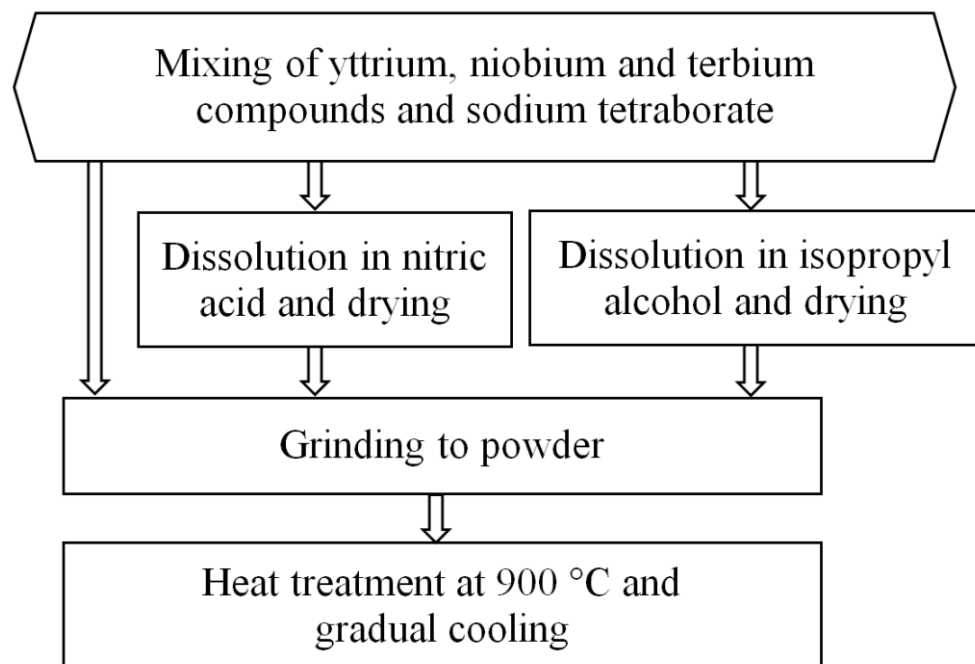 Mixing of yttrium, niobium and terbium
compounds and sodium tetraborate
Dissolution in nitric
acid and drying
Dissolution in isopropyl
alcohol and drying
Grinding to powder
Heat treatment at 900 °C and
gradual cooling